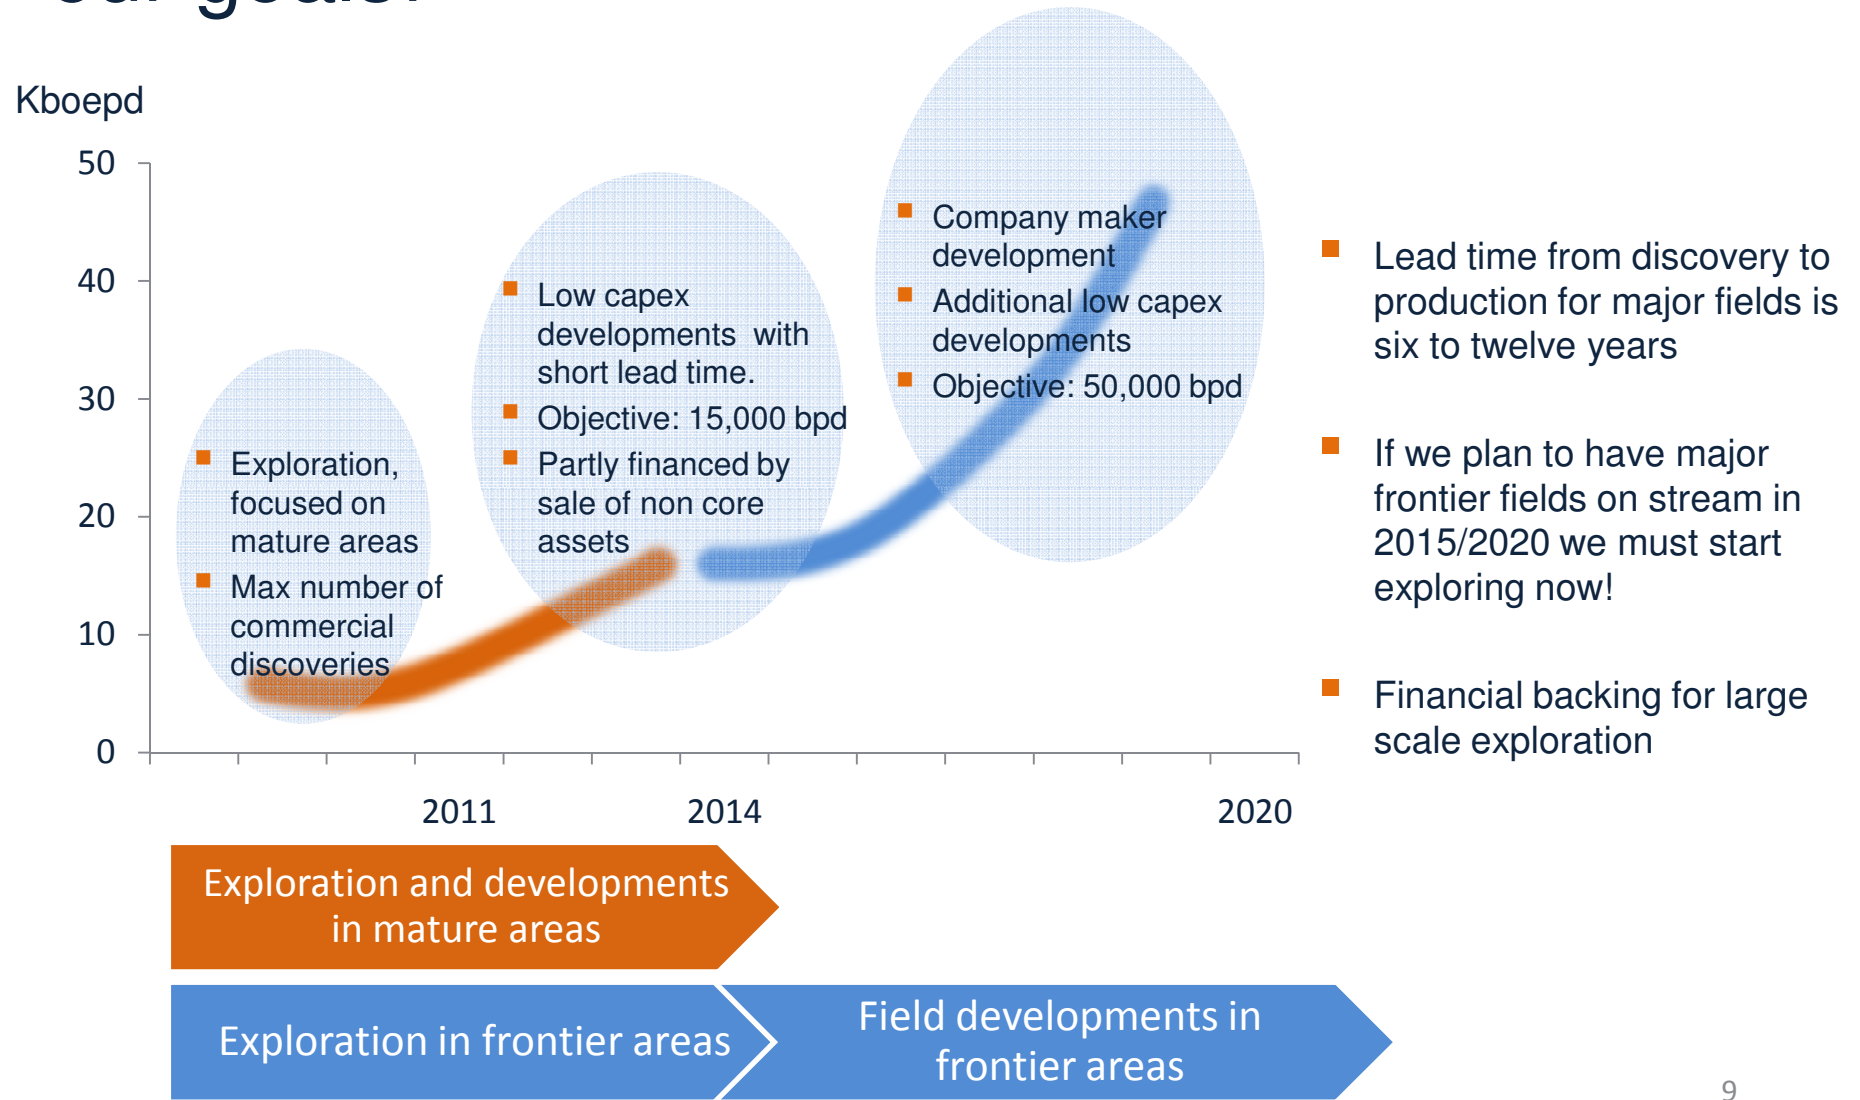 our goals.
Kboepd
50
40
30
20
10
0
Exploration,
focused on
mature areas
Max number of
commercial
discoveries
Low capex
developments with
short lead time.
Objective: 15,000 bpd
Partly financed by
sale of non core
assets
Company maker
development
Additional low capex
developments
Objective: 50,000 bpd
2011
2014
2020
Lead time from discovery to
production for major fields is
six to twelve years
If we plan to have major
frontier fields on stream in
2015/2020 we must start
exploring now!
Financial backing for large
scale exploration
Exploration and developments
in mature areas
Exploration in frontier areas
Field developments in
frontier areas
9